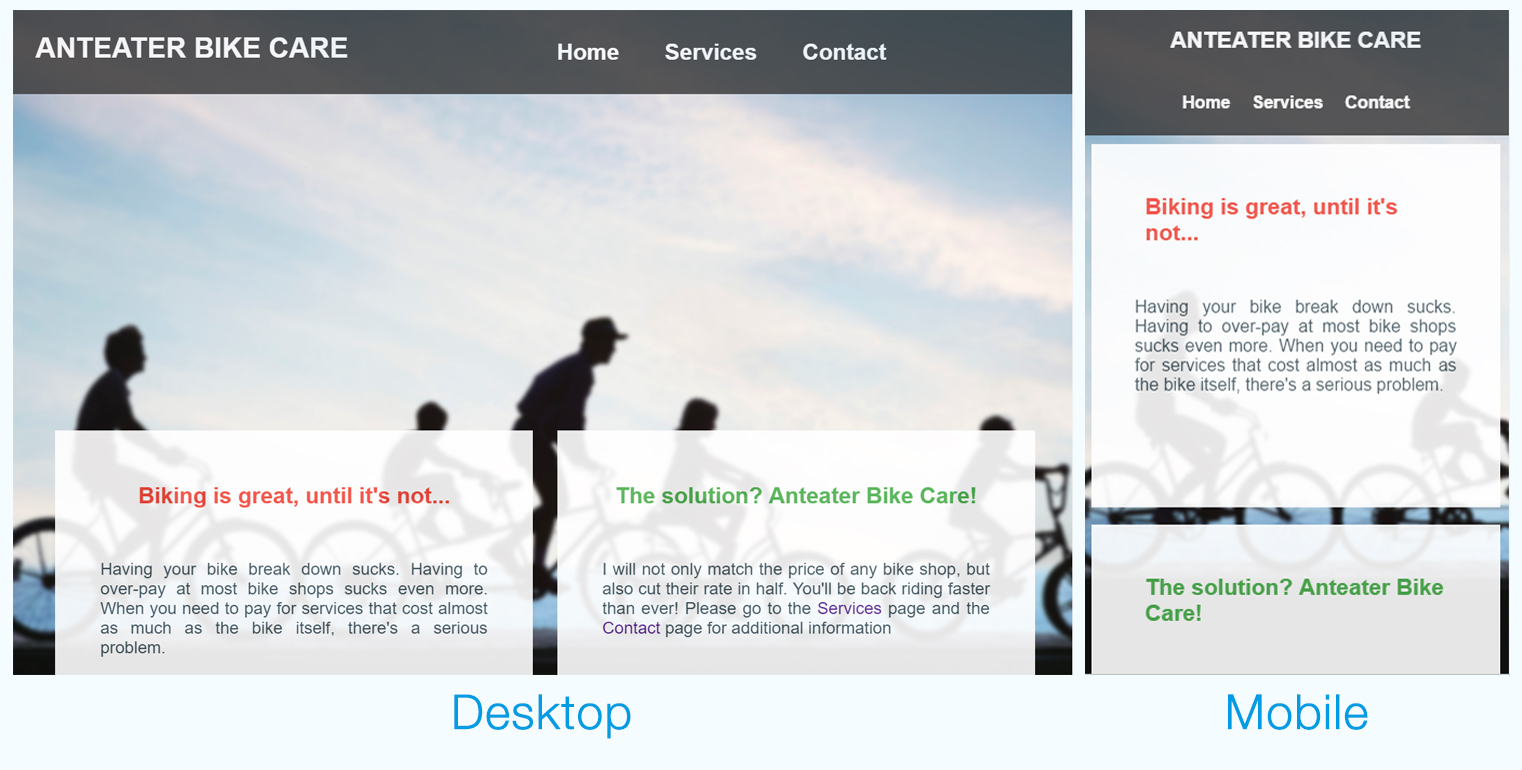 ANTEATER BIKE CARE
Home Services Contact
Biking is great, until it's not...
Having your bike break down sucks. Having to
over-pay at most bike shops sucks even more.
When you need to pay for services that cost almost
as much as the bike itself, there's a serious
problem.
The solution? Anteater Bike Care!
I will not only match the price of any bike shop, but
also cut their rate in half. You'll be back riding faster
than ever! Please go to the Services page and the
Contact page for additional information
Desktop
ANTEATER BIKE CARE
Home Services Contact
Biking is great, until it's
not...
Having your bike break down sucks.
Having to over-pay at most bike shops
sucks even more. When you need to pay
for services that cost almost as much as
the bike itself, there's a serious problem.
The solution? Anteater Bike
Care!
Mobile